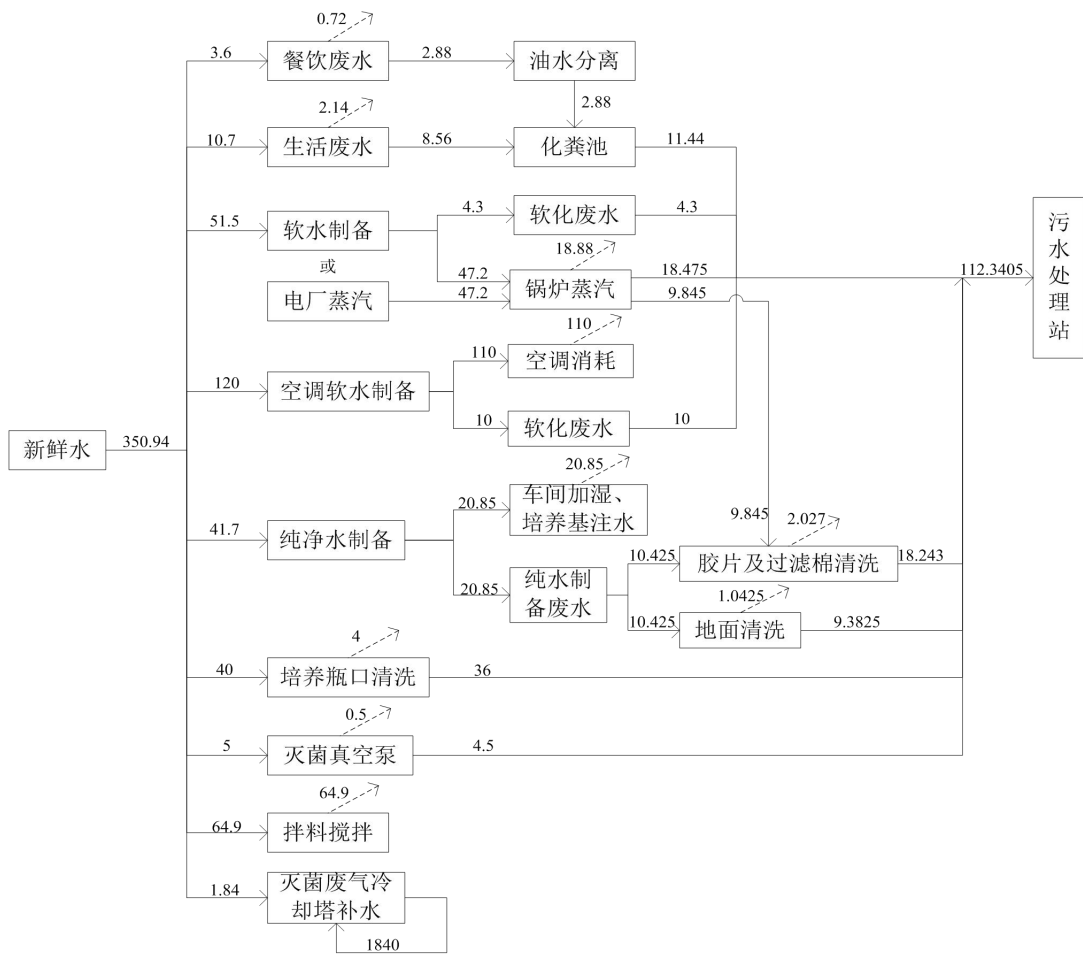 0.72
3.6
餐饮废水
2.88
油水分离
2.88
2.14
10.7
生活废水
8.56
化粪池
11.44
51.5
软水制备
4.3
软化废水
4.3
或
电厂蒸汽
47.2
47.2
18.88
锅炉蒸汽
18.475
9.845
112.3405
污
水
处
理
站
120
空调软水制备
110
110
空调消耗
10
软化废水
10
新鲜水
350.94
41.7
纯净水制备
20.85
20.85
车间加湿、
培养基注水
20.85
纯水制
备废水
9.845
2.027
10.425
胶片及过滤棉清洗
18.243
1.0425
10.425
地面清洗
9.3825
4
40
培养瓶口清洗
36
0.5
5
灭菌真空泵
4.5
64.9
64.9
拌料搅拌
1.84
灭菌废气冷
却塔补水
1840